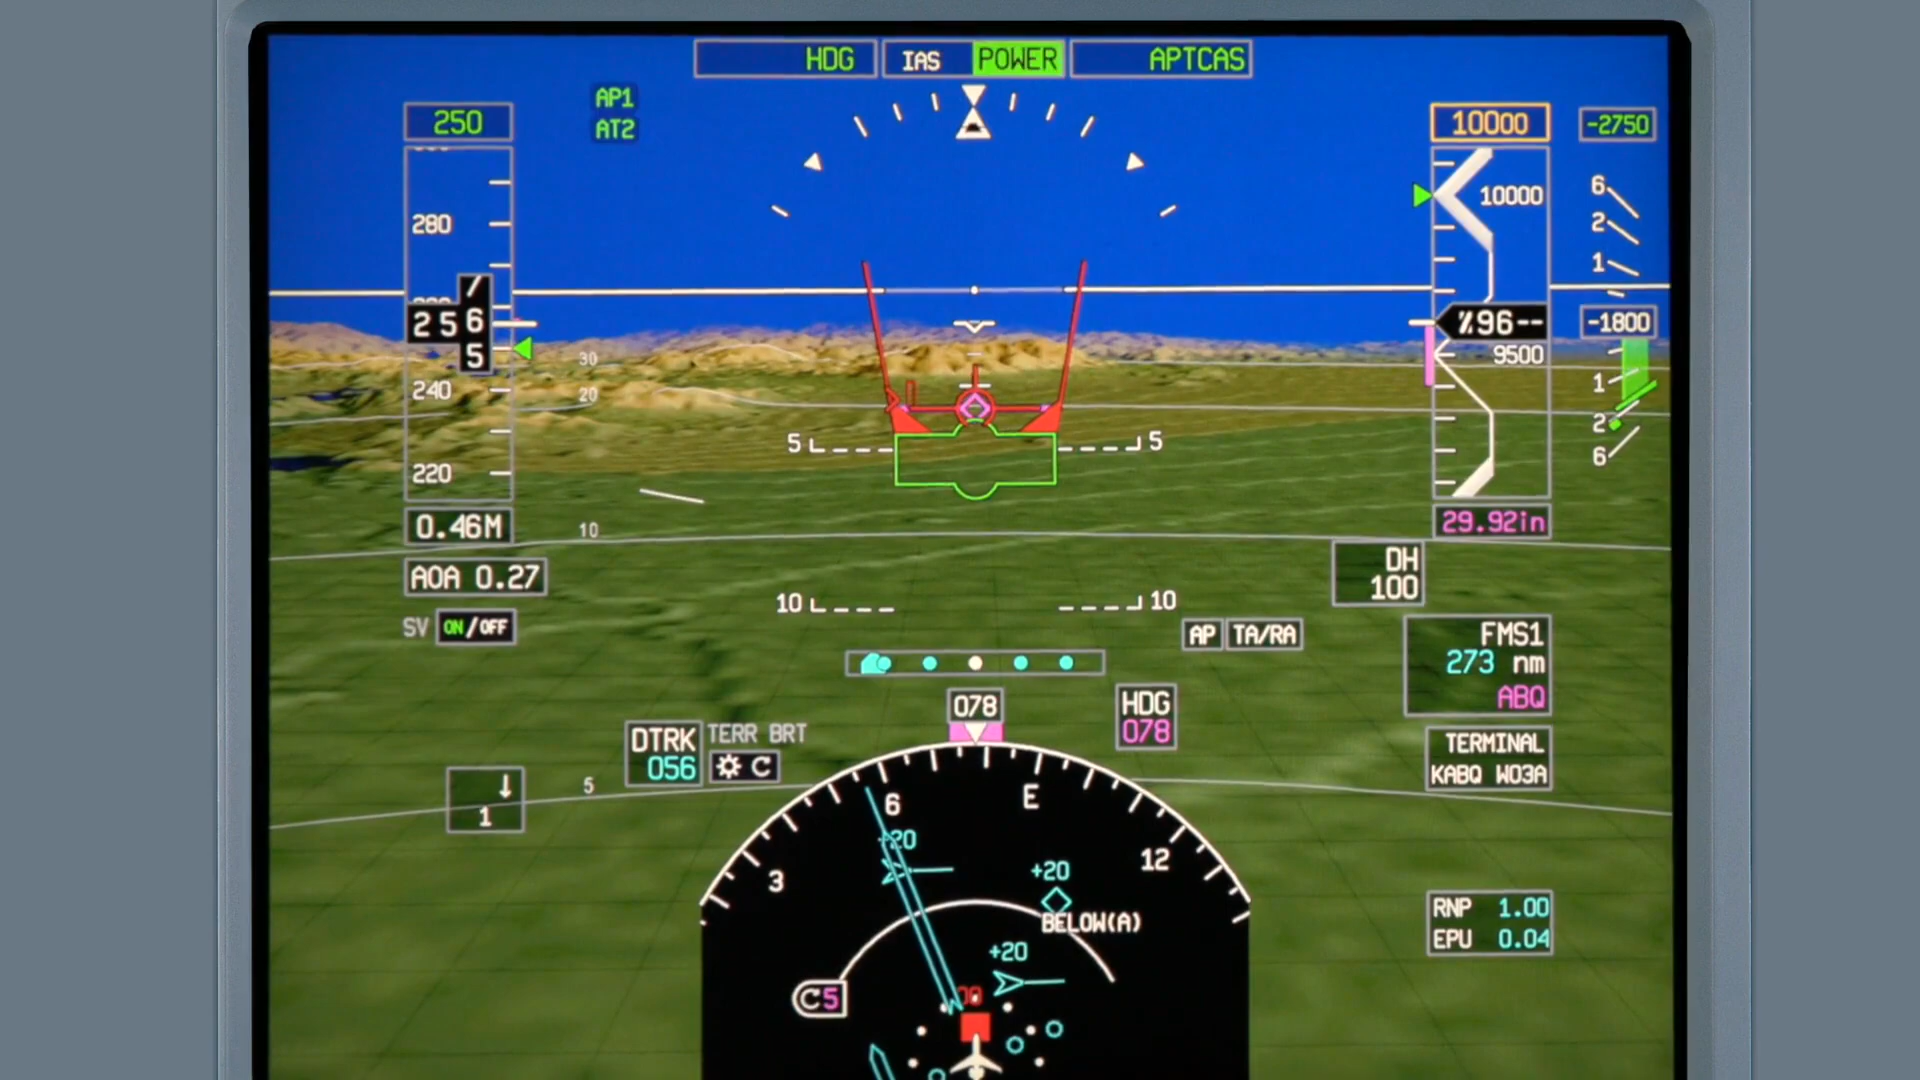 HDG IAS POWER APTCAS
AP1
AT2
250
10000
-2750
280
256
5
240
220
0.46M
AOA 0.27
SV ON/OFF
30
20
10
5
5 5
10 10
10000
96--
9500
29.92in
6
2
1
-1800
1
2
6
DH
100
AP TA/RA
FMS1
273 nm
ABQ
TERMINAL
KABQ W03A
RNP 1.00
EPU 0.04
078
HDG
078
DTRK
056
TERR BRT
C
1
3 6 E 12
+20
+20
BELOW(A)
+20
C5